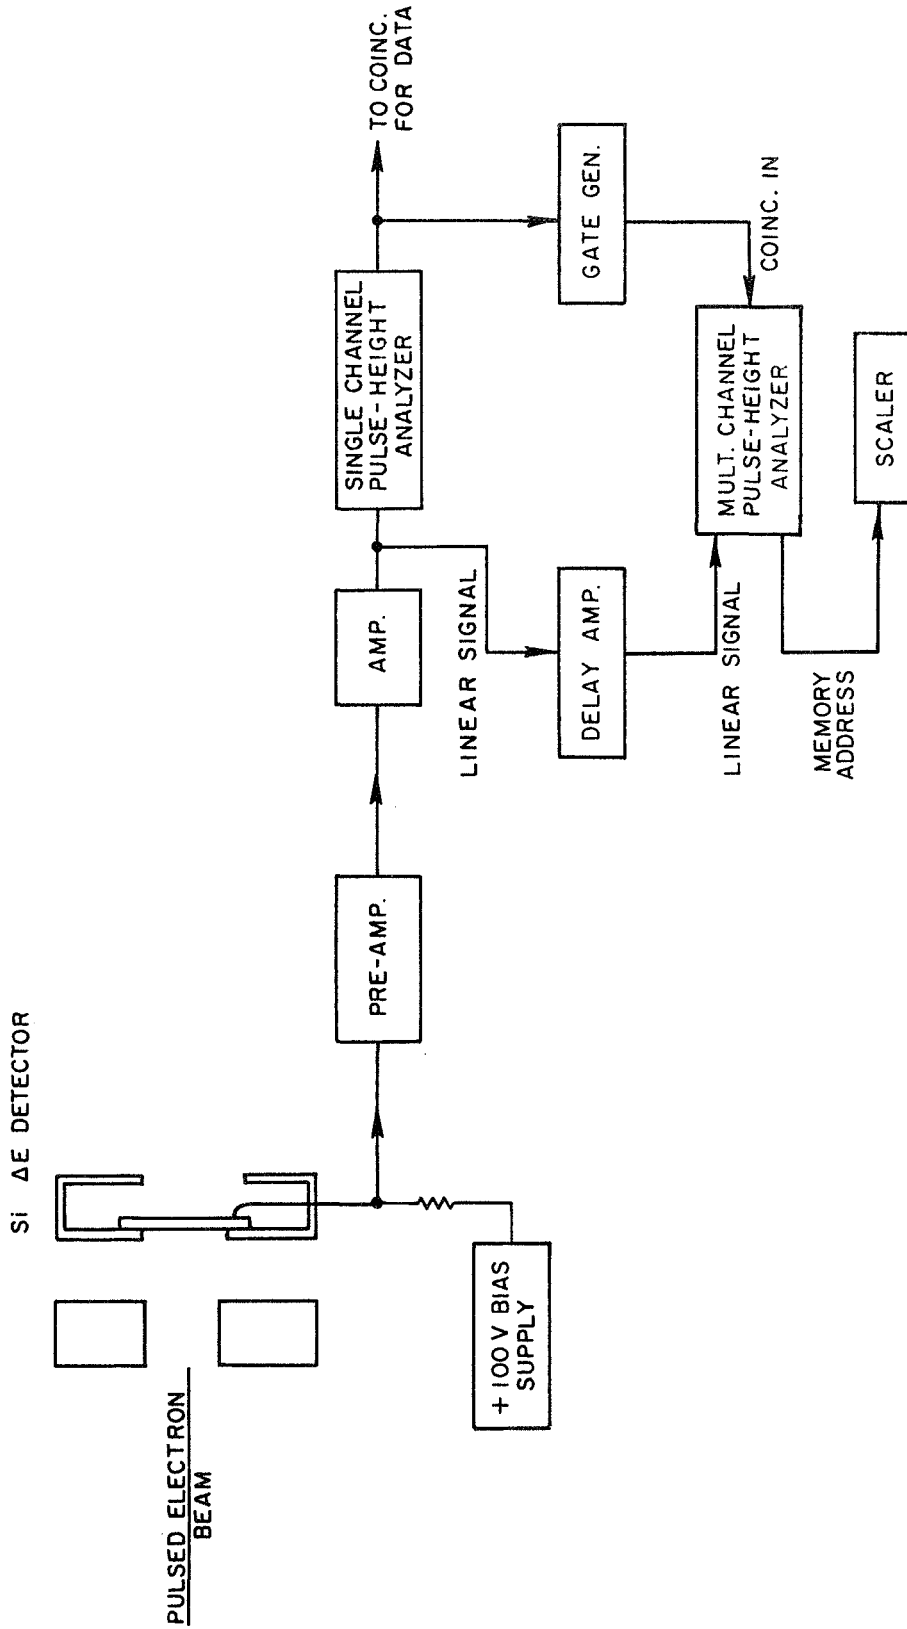 Si ΔE DETECTOR
PULSED ELECTRON
BEAM
+100V BIAS
SUPPLY
PRE-AMP.
AMP.
SINGLE CHANNEL
PULSE-HEIGHT
ANALYZER
TO COINC.
FOR DATA
LINEAR SIGNAL
DELAY AMP.
GATE GEN.
LINEAR SIGNAL
MULT. CHANNEL
PULSE-HEIGHT
ANALYZER
COINC. IN
MEMORY
ADDRESS
SCALER